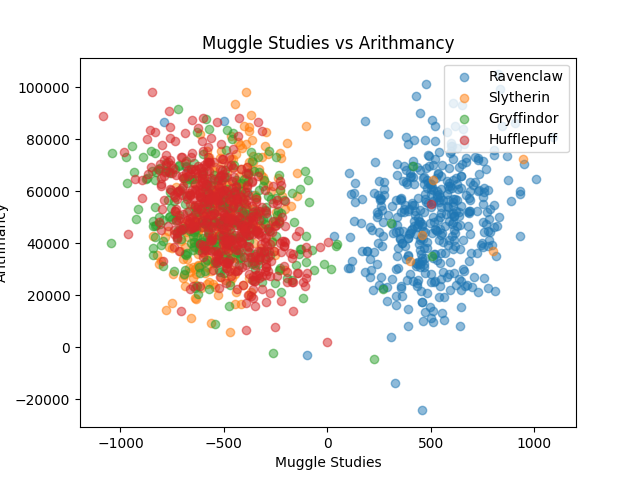 Muggle Studies vs Arithmancy
Ravenclaw
Slytherin
Gryffindor
Hufflepuff
100000
80000
60000
40000
20000
0
−20000
Arithmancy
−1000
−500
0
500
1000
Muggle Studies